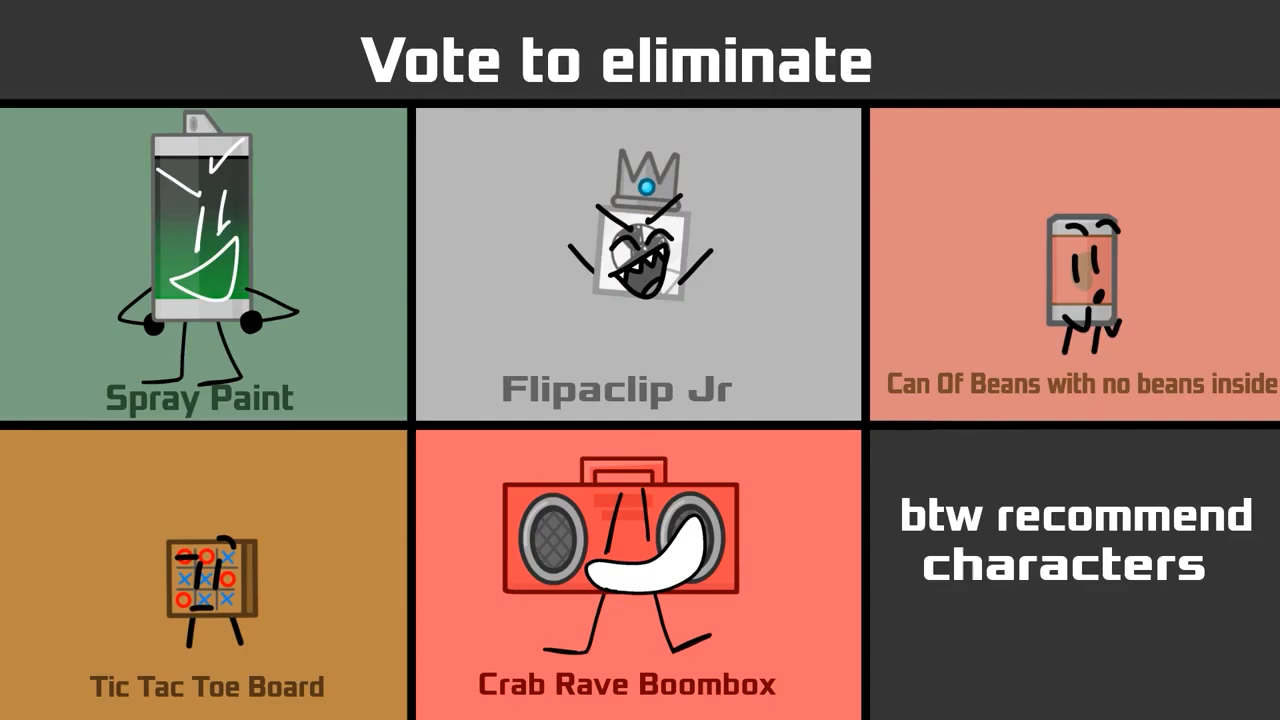 Vote to eliminate
Spray Paint
Flipaclip Jr
Can Of Beans with no beans inside
Tic Tac Toe Board
Crab Rave Boombox
btw recommend
characters